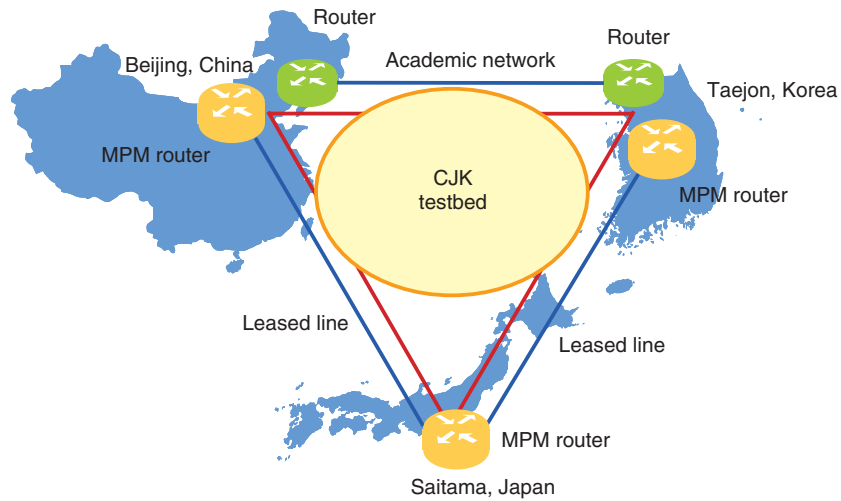 Router
Router
Academic network
Beijing, China
Taejon, Korea
MPM router
CJK
testbed
MPM router
Leased line
Leased line
MPM router
Saitama, Japan